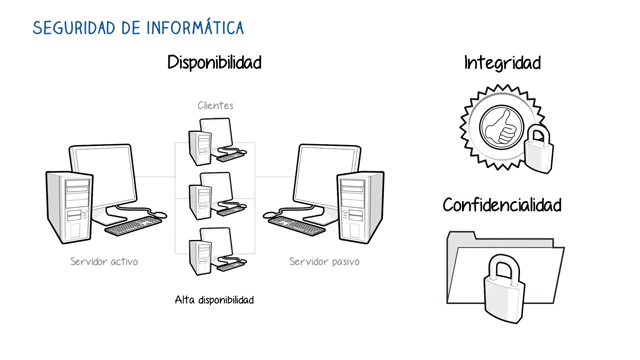 SEGURIDAD DE INFORMÁTICA
Disponibilidad
Integridad
Clientes
Confidencialidad
Servidor activo
Servidor pasivo
Alta disponibilidad